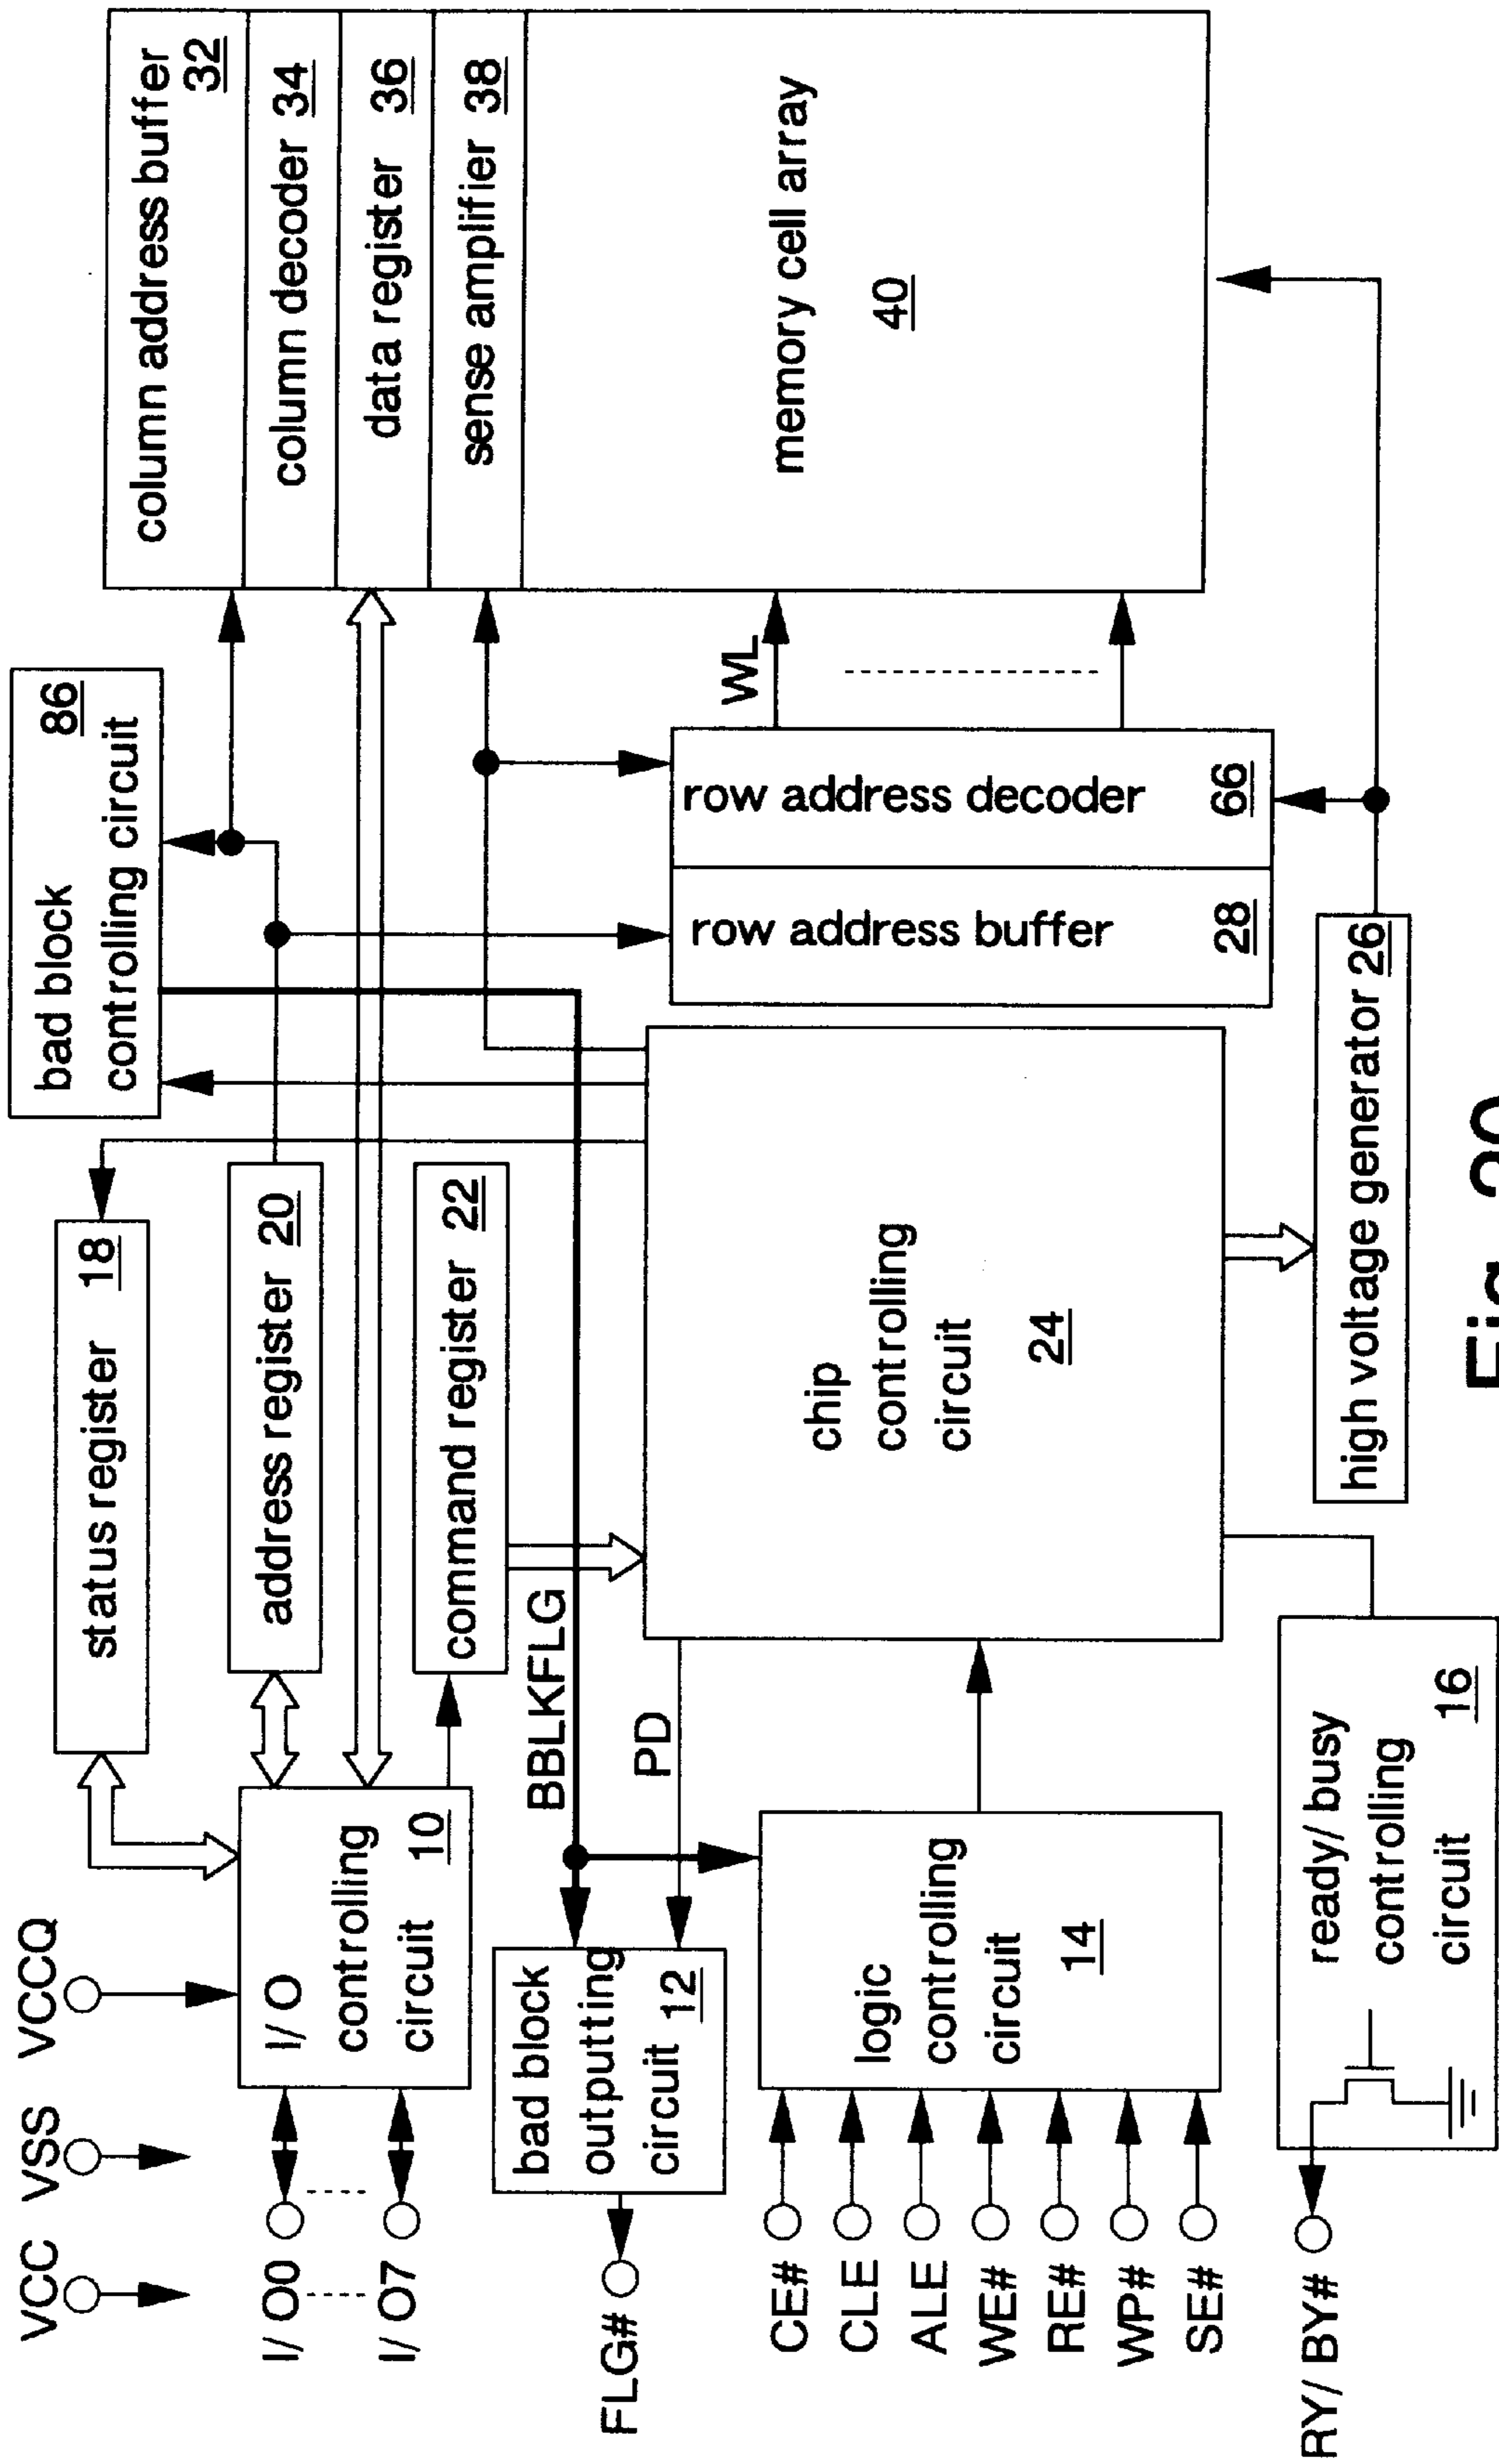 VCC
VSS
VCCQ
I/ O0
I/ O7
FLG#
CE#
CLE
ALE
WE#
RE#
WP#
SE#
RY/ BY#
I/ O
controlling
circuit
10
bad block
outputting
circuit
12
logic
controlling
circuit
14
ready/ busy
controlling
circuit
16
status register 18
address register 20
command register 22
BBLKFLG
PD
chip
controlling
circuit
24
high voltage generator 26
bad block
86
controlling circuit
row address buffer 28
row address decoder 66
WL
column address buffer
32
column decoder 34
data register 36
sense amplifier 38
memory cell array
40